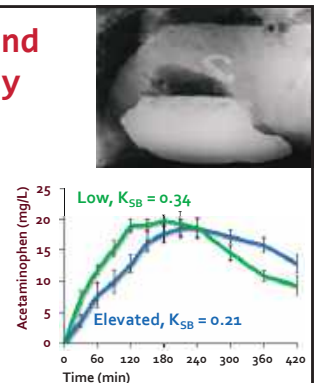 nd
y
Acetaminophen (mg/L)
25
20
15
10
5
0
Low, KSB = 0.34
Elevated, KSB = 0.21
0 60 120 180 240 300 360 420
Time (min)